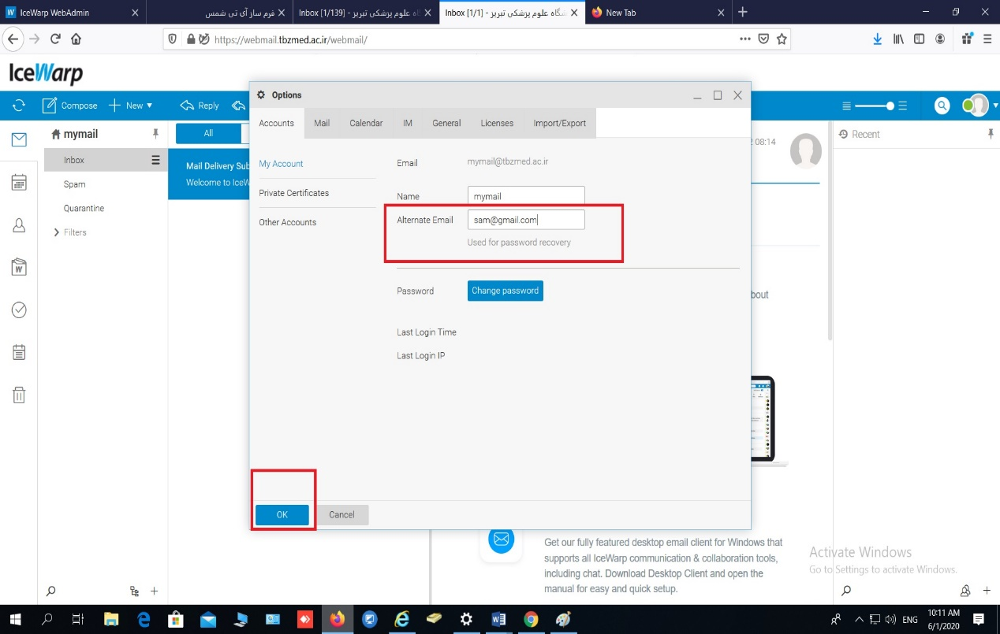 IceWarp WebAdmin
فرم ساز آی تی شمس
Inbox [1/139] - دانشگاه علوم پزشکی تبریز
Inbox [1/1] - دانشگاه علوم پزشکی تبریز
New Tab
https://webmail.tbzmed.ac.ir/webmail/
IceWarp
Compose
New
Reply
Options
Accounts
Mail
Calendar
IM
General
Licenses
Import/Export
mymail
All
08:14
Recent
Inbox
Spam
Quarantine
Filters
Mail Delivery Sub
Welcome to IceW
My Account
Private Certificates
Other Accounts
Email
mymail@tbzmed.ac.ir
Name
mymail
Alternate Email
sam@gmail.com
Used for password recovery
Password
Change password
Last Login Time
Last Login IP
bout
OK
Cancel
Get our fully featured desktop email client for Windows that
supports all IceWarp communication & collaboration tools,
including chat. Download Desktop Client and open the
manual for easy and quick setup.
Activate Windows
Go to Settings to activate Windows.
ENG
10:11 AM
6/1/2020